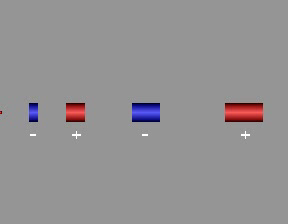 - + - +